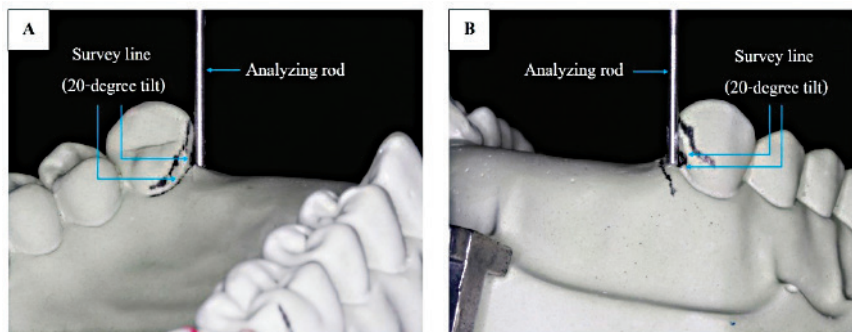 A
Survey line
(20-degree tilt)
Analyzing rod
B
Survey line
(20-degree tilt)
Analyzing rod